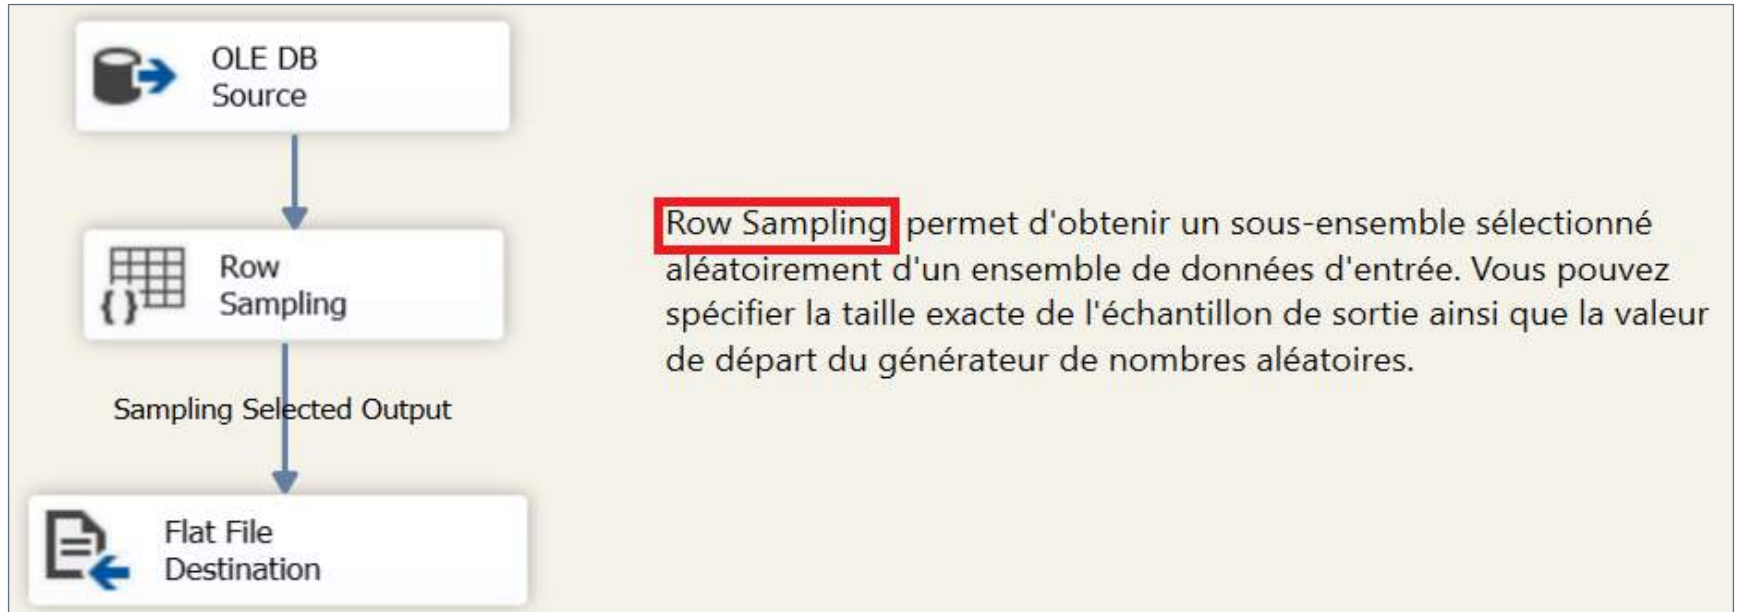 OLE DB
Source
Row
Sampling
Sampling Selected Output
Flat File
Destination
Row Sampling permet d'obtenir un sous-ensemble sélectionné
aléatoirement d'un ensemble de données d'entrée. Vous pouvez
spécifier la taille exacte de l'échantillon de sortie ainsi que la valeur
de départ du générateur de nombres aléatoires.